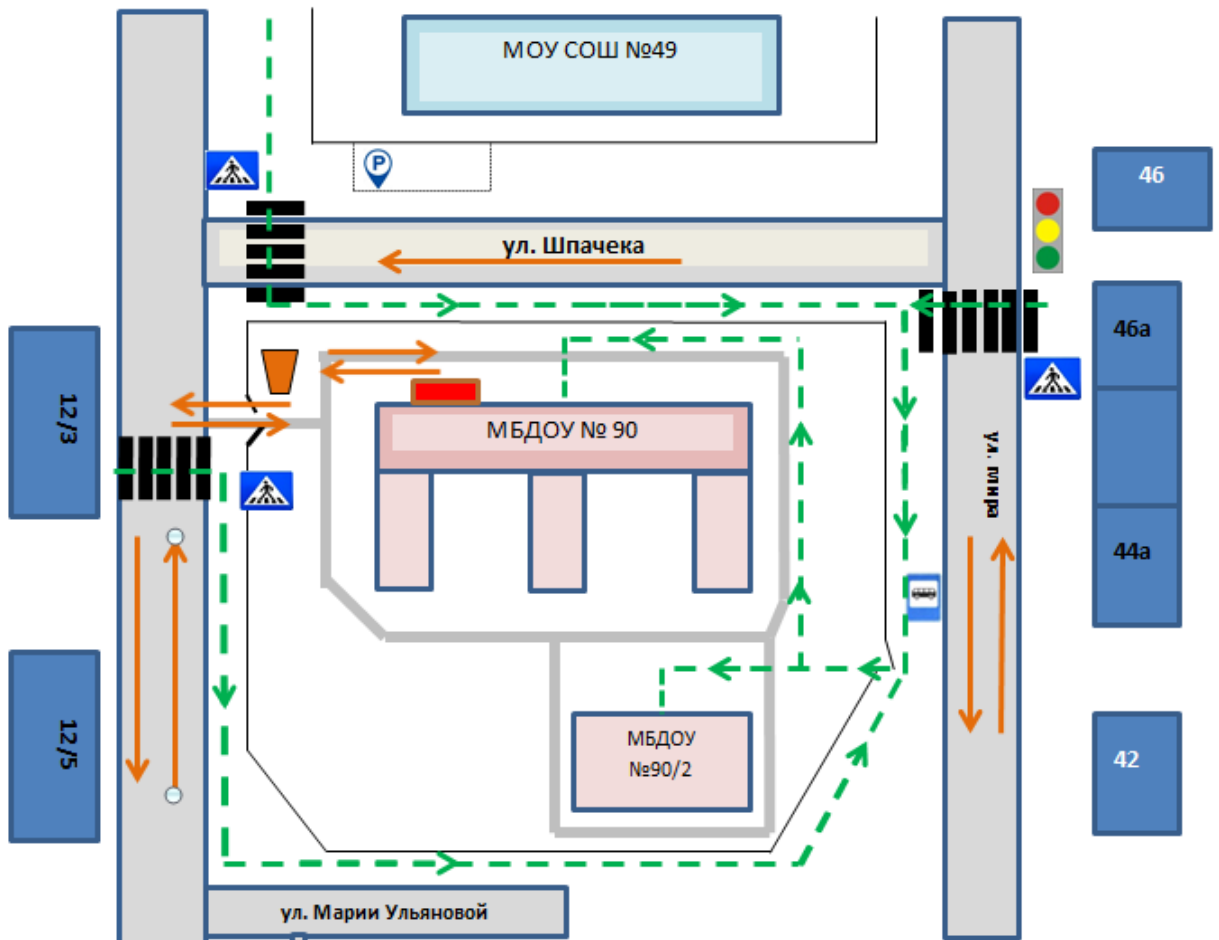 МОУ СОШ №49
P
46
ул. Шпачека
46а
12/3
МБДОУ № 90
ул. мира
44а
12/5
МБДОУ
№90/2
42
ул. Марии Ульяновой